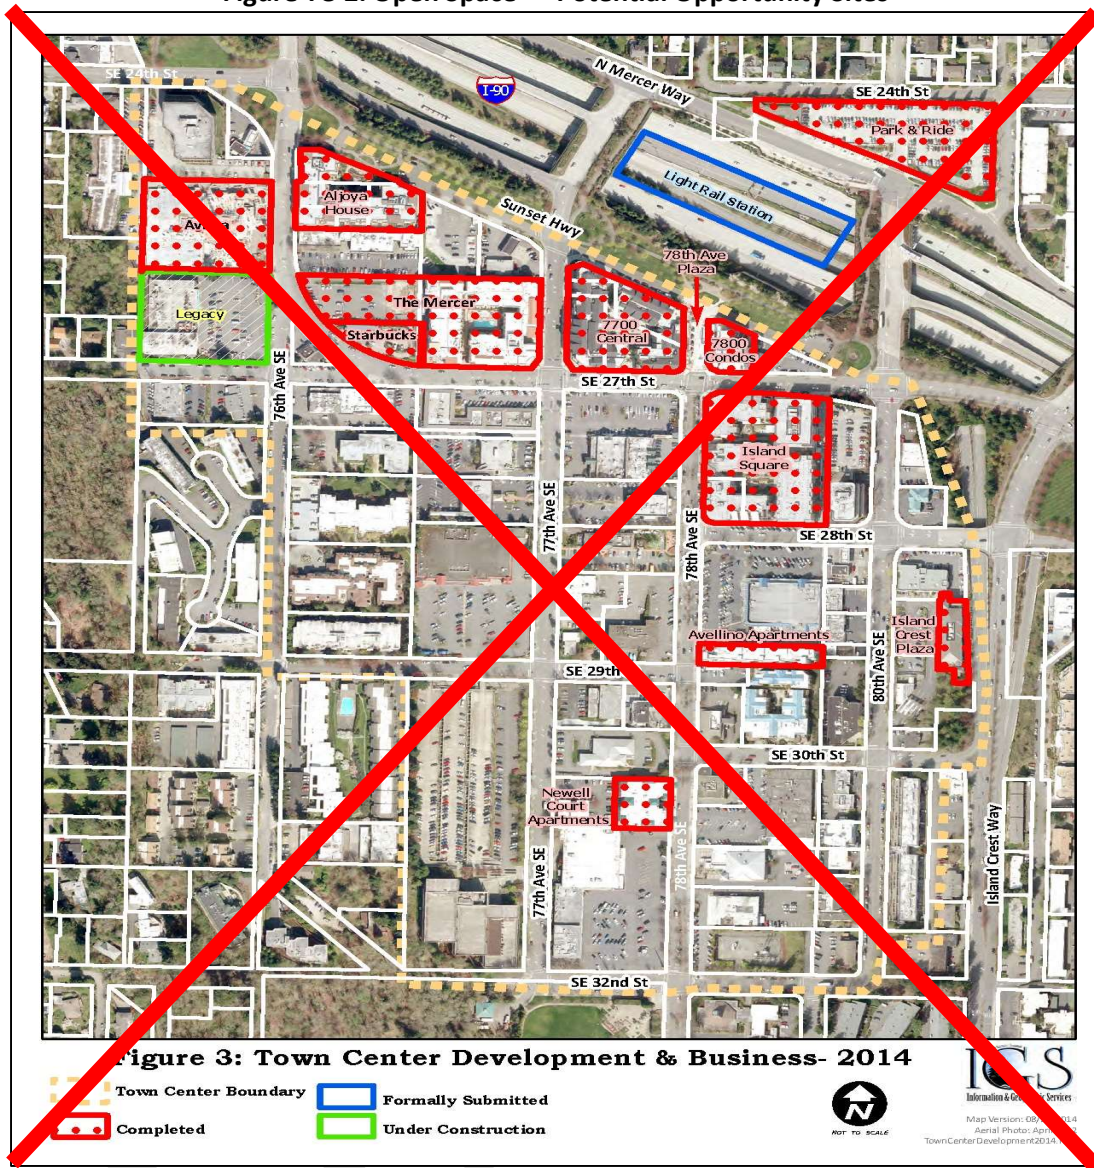 SE 24th St
I-90
N Mercer Way
SE 24th St
Park & Ride
Light Rail Station
Aljoya
House
Sunset Hwy
78th Ave
Plaza
Legacy
The Mercer
Starbucks
7700
Central
7800
Condos
SE 27th St
76th Ave SE
Island
Square
77th Ave SE
78th Ave SE
SE 28th St
Island
Crest
Plaza
Avellino Apartments
80th Ave SE
SE 29th
SE 30th St
Newell
Court
Apartments
77th Ave SE
78th Ave SE
Island Crest Way
SE 32nd St
Figure 3: Town Center Development & Business- 2014
Town Center Boundary
Formally Submitted
Completed
Under Construction
N
NOT TO SCALE
IGS
Information & Services
Map Version:
Aerial Photo: